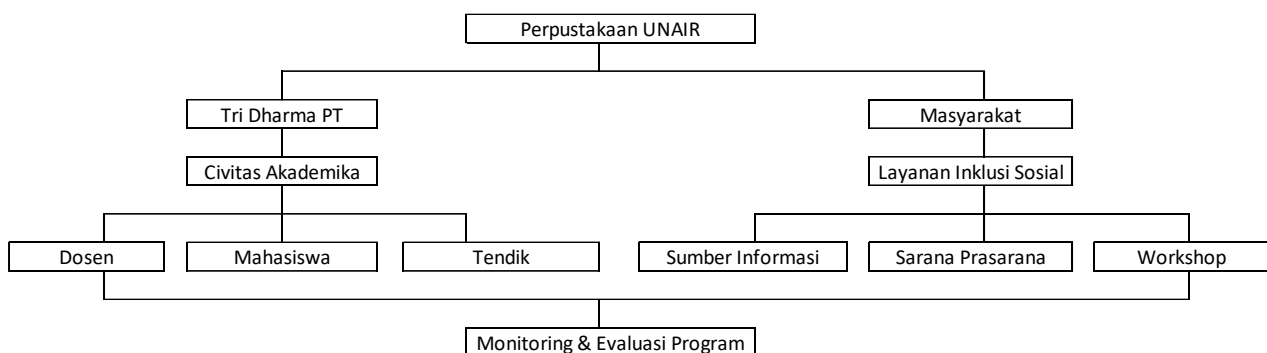 Perpustakaan UNAIR
Tri Dharma PT
Masyarakat
Civitas Akademika
Layanan Inklusi Sosial
Dosen
Mahasiswa
Tendik
Sumber Informasi
Sarana Prasarana
Workshop
Monitoring & Evaluasi Program